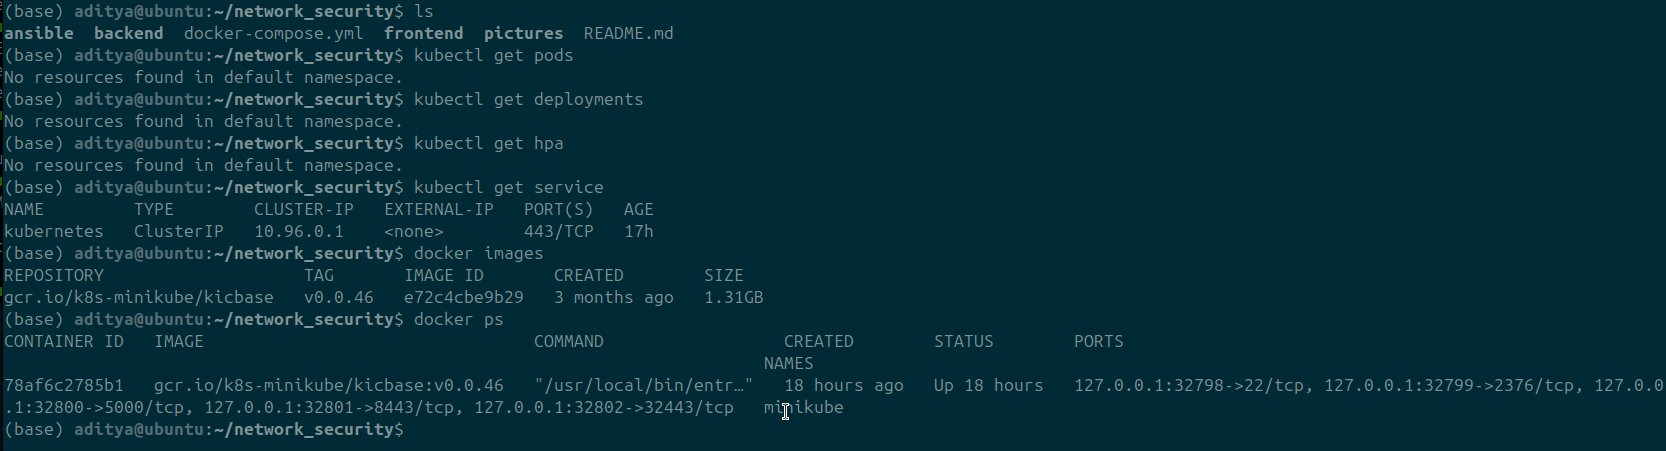 (base) aditya@ubuntu:~/network_security$ ls
ansible  backend  docker-compose.yml  frontend  pictures  README.md
(base) aditya@ubuntu:~/network_security$ kubectl get pods
No resources found in default namespace.
(base) aditya@ubuntu:~/network_security$ kubectl get deployments
No resources found in default namespace.
(base) aditya@ubuntu:~/network_security$ kubectl get hpa
No resources found in default namespace.
(base) aditya@ubuntu:~/network_security$ kubectl get service
NAME         TYPE        CLUSTER-IP   EXTERNAL-IP   PORT(S)   AGE
kubernetes   ClusterIP   10.96.0.1    <none>        443/TCP   17h
(base) aditya@ubuntu:~/network_security$ docker images
REPOSITORY                    TAG       IMAGE ID       CREATED        SIZE
gcr.io/k8s-minikube/kicbase   v0.0.46   e72c4cbe9b29   3 months ago   1.31GB
(base) aditya@ubuntu:~/network_security$ docker ps
CONTAINER ID   IMAGE                                 COMMAND                  CREATED        STATUS        PORTS
NAMES
78af6c2785b1   gcr.io/k8s-minikube/kicbase:v0.0.46   "/usr/local/bin/entr…"   18 hours ago   Up 18 hours   127.0.0.1:32798->22/tcp, 127.0.0.1:32799->2376/tcp, 127.0.0
.1:32800->5000/tcp, 127.0.0.1:32801->8443/tcp, 127.0.0.1:32802->32443/tcp   minikube
(base) aditya@ubuntu:~/network_security$